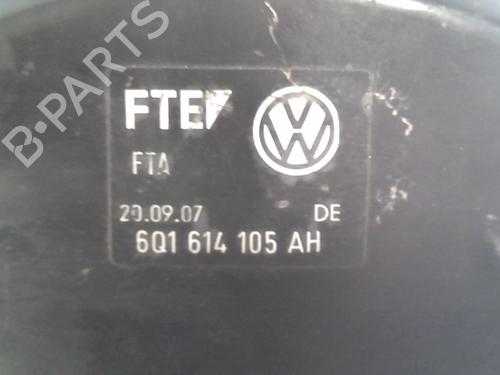 B-PARTS
FTE
FTA
20.09.07 DE
6Q1 614 105 AH